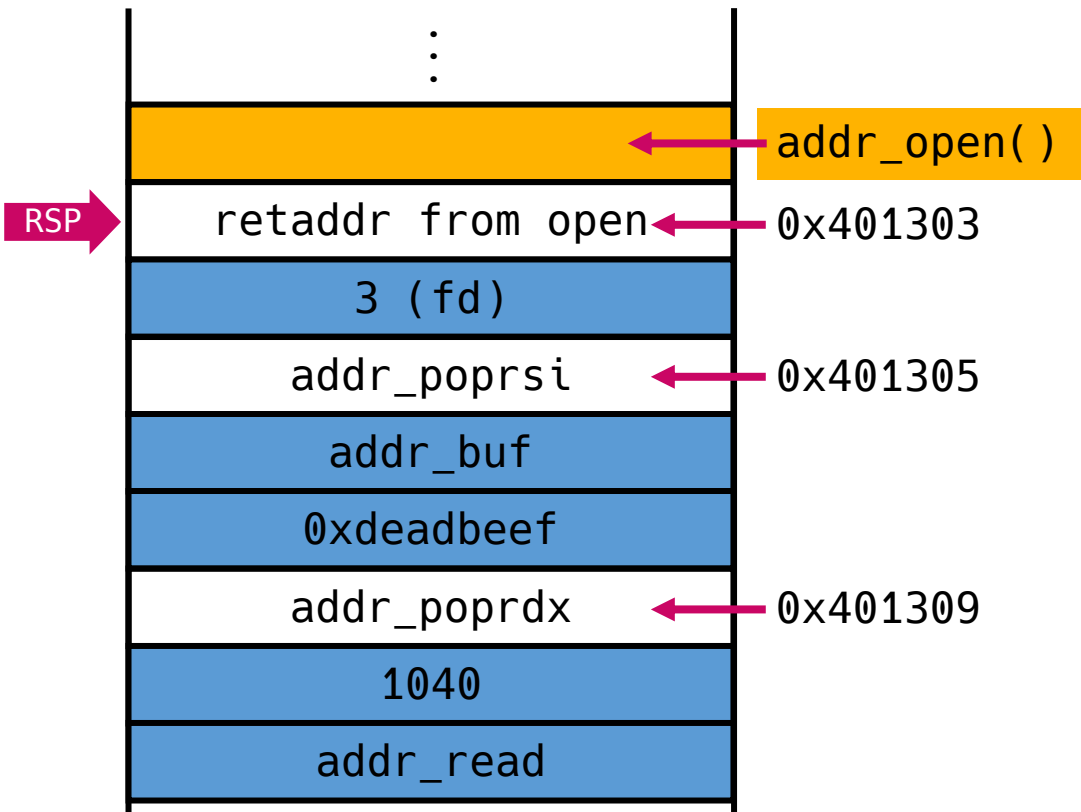 ⋮
addr_open()
RSP
retaddr from open
0x401303
3 (fd)
addr_poprsi
0x401305
addr_buf
0xdeadbeef
addr_poprdx
0x401309
1040
addr_read